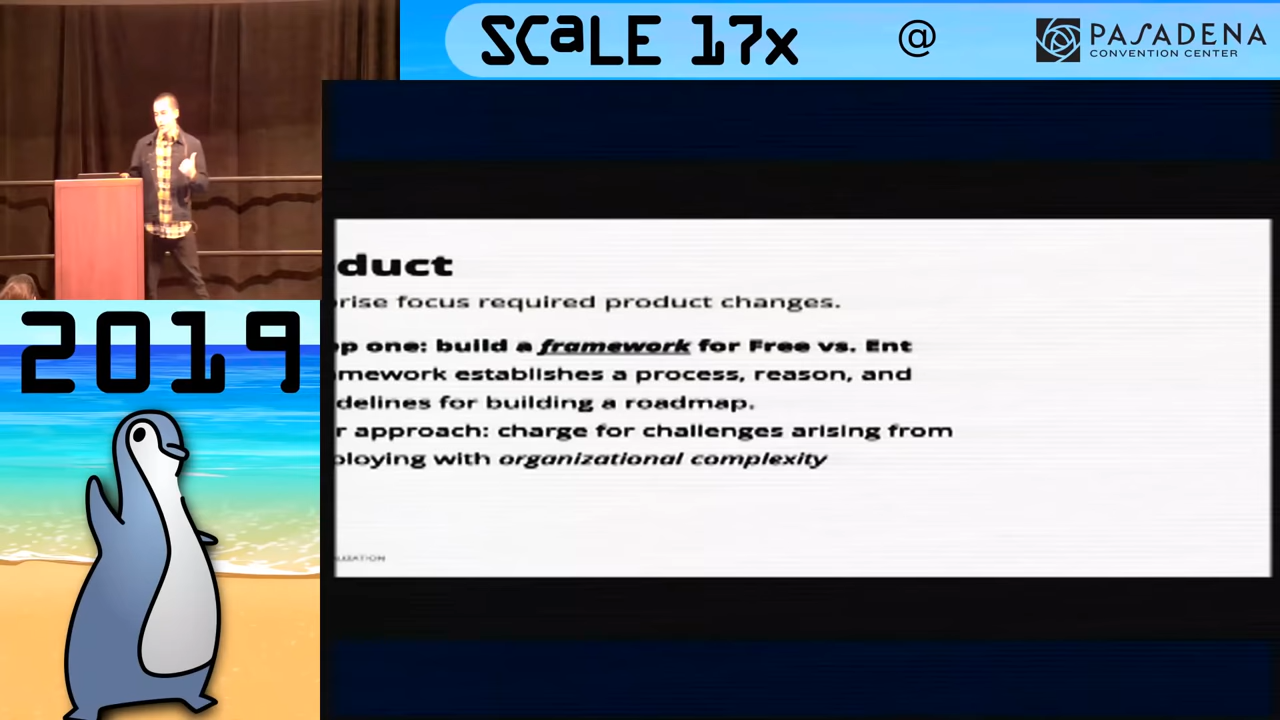 SCaLE 17x
@
PASADENA
CONVENTION CENTER
2019
duct
rise focus required product changes.
p one: build a framework for Free vs. Ent
mework establishes a process, reason, and
delines for building a roadmap.
r approach: charge for challenges arising from
loying with organizational complexity
LIZATION